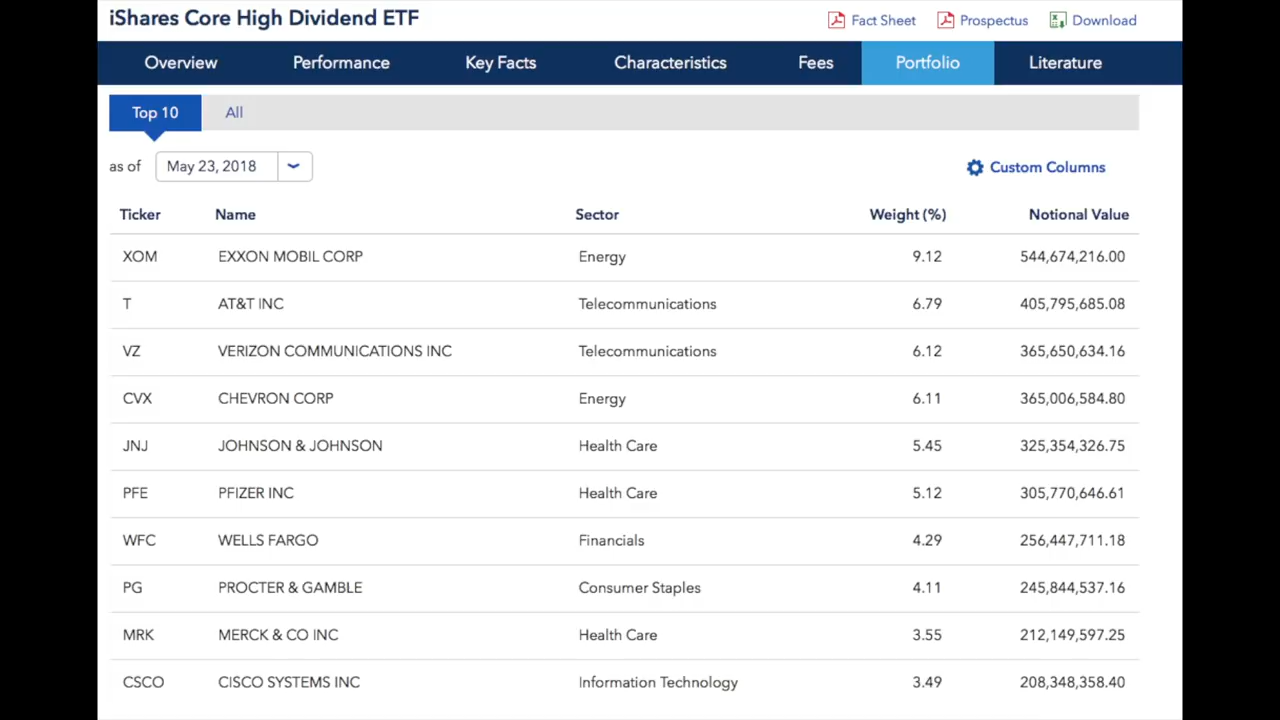 iShares Core High Dividend ETF
Fact Sheet Prospectus Download
Overview Performance Key Facts Characteristics Fees Portfolio Literature
Top 10 All
as of May 23, 2018 Custom Columns
Ticker Name Sector Weight (%) Notional Value
XOM EXXON MOBIL CORP Energy 9.12 544,674,216.00
T AT&T INC Telecommunications 6.79 405,795,685.08
VZ VERIZON COMMUNICATIONS INC Telecommunications 6.12 365,650,634.16
CVX CHEVRON CORP Energy 6.11 365,006,584.80
JNJ JOHNSON & JOHNSON Health Care 5.45 325,354,326.75
PFE PFIZER INC Health Care 5.12 305,770,646.61
WFC WELLS FARGO Financials 4.29 256,447,711.18
PG PROCTER & GAMBLE Consumer Staples 4.11 245,844,537.16
MRK MERCK & CO INC Health Care 3.55 212,149,597.25
CSCO CISCO SYSTEMS INC Information Technology 3.49 208,348,358.40